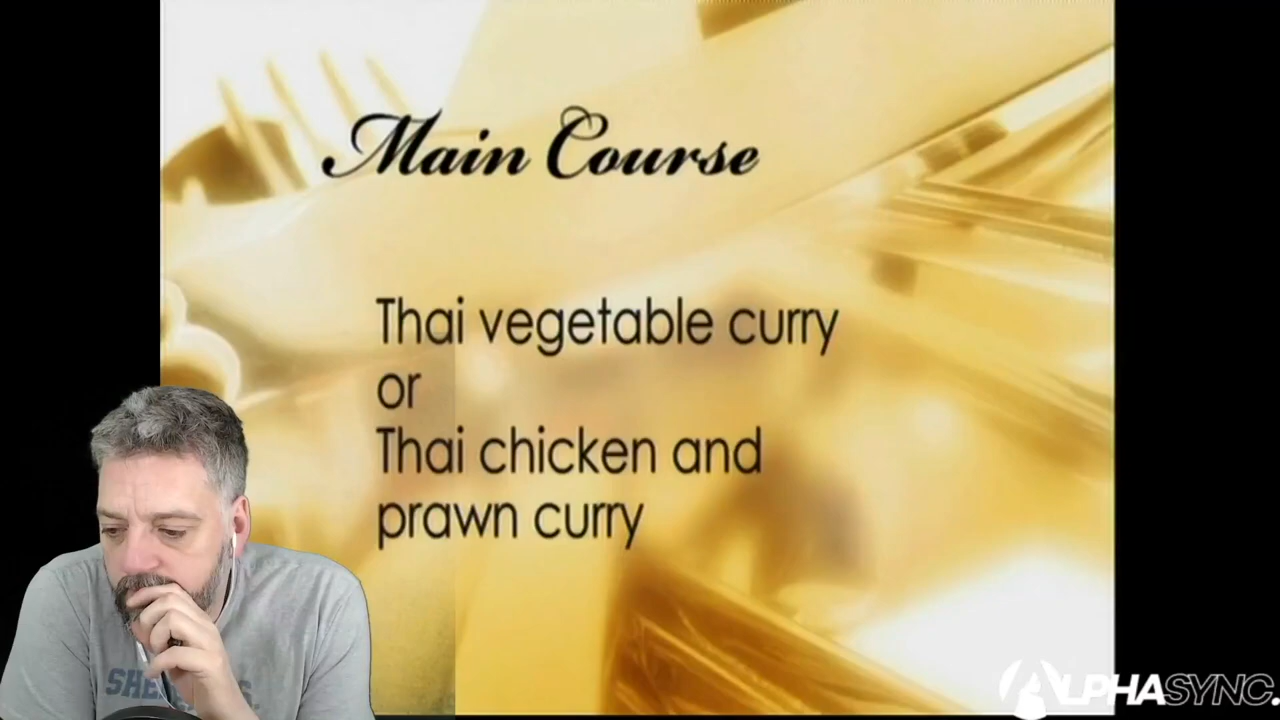 Main Course
Thai vegetable curry
or
Thai chicken and
prawn curry
ALPHASYNC.